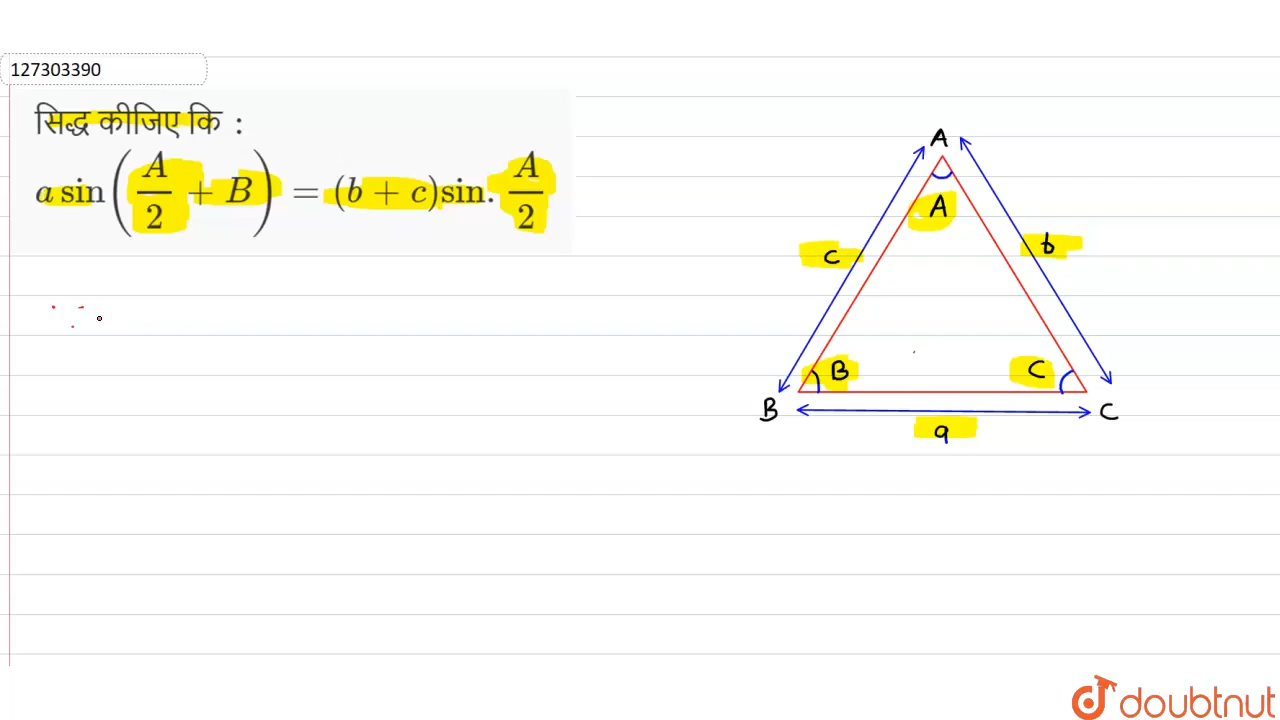 127303390
सिद्ध कीजिए कि :
a sin(A/2 + B) = (b + c)sin. A/2
A
A
c
b
B
C
B
C
a
doubtnut